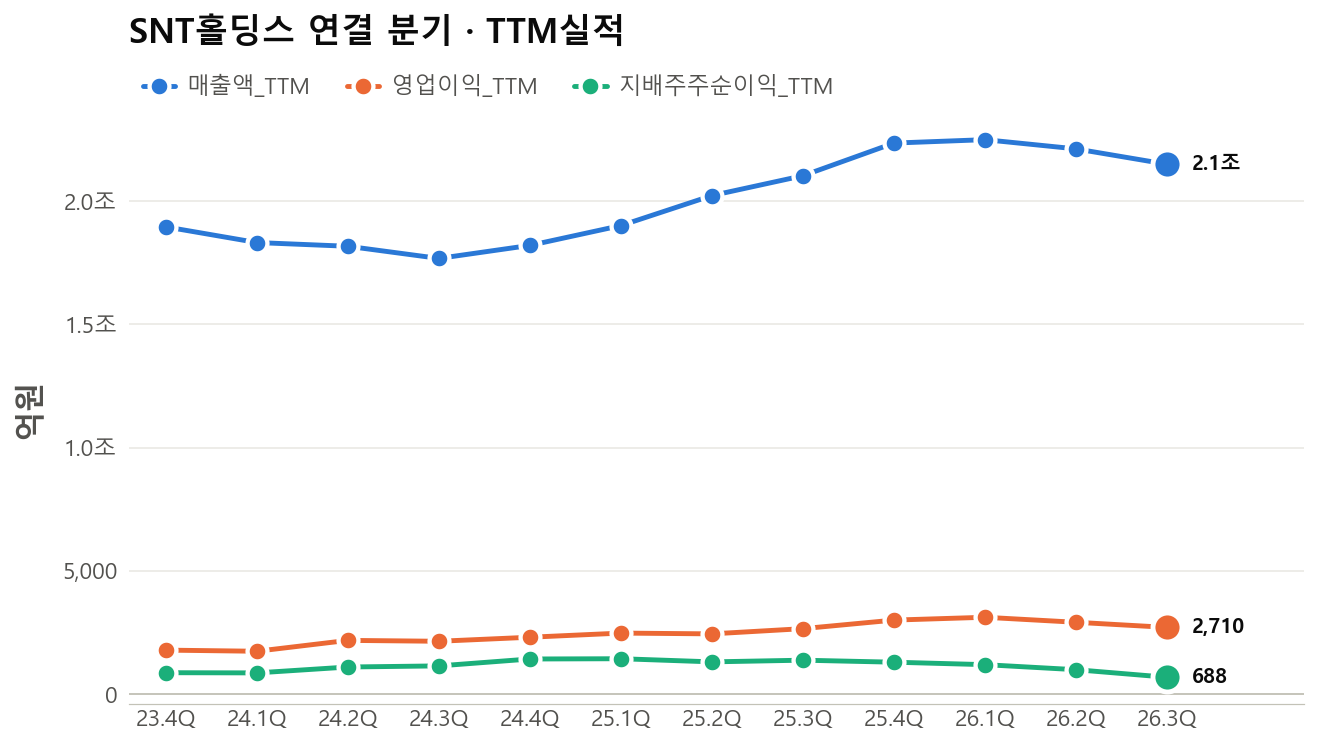 SNT홀딩스 연결 분기 · TTM실적
매출액_TTM 영업이익_TTM 지배주주순이익_TTM
억원
2.0조
1.5조
1.0조
5,000
0
2.1조
2,710
688
23.4Q 24.1Q 24.2Q 24.3Q 24.4Q 25.1Q 25.2Q 25.3Q 25.4Q 26.1Q 26.2Q 26.3Q